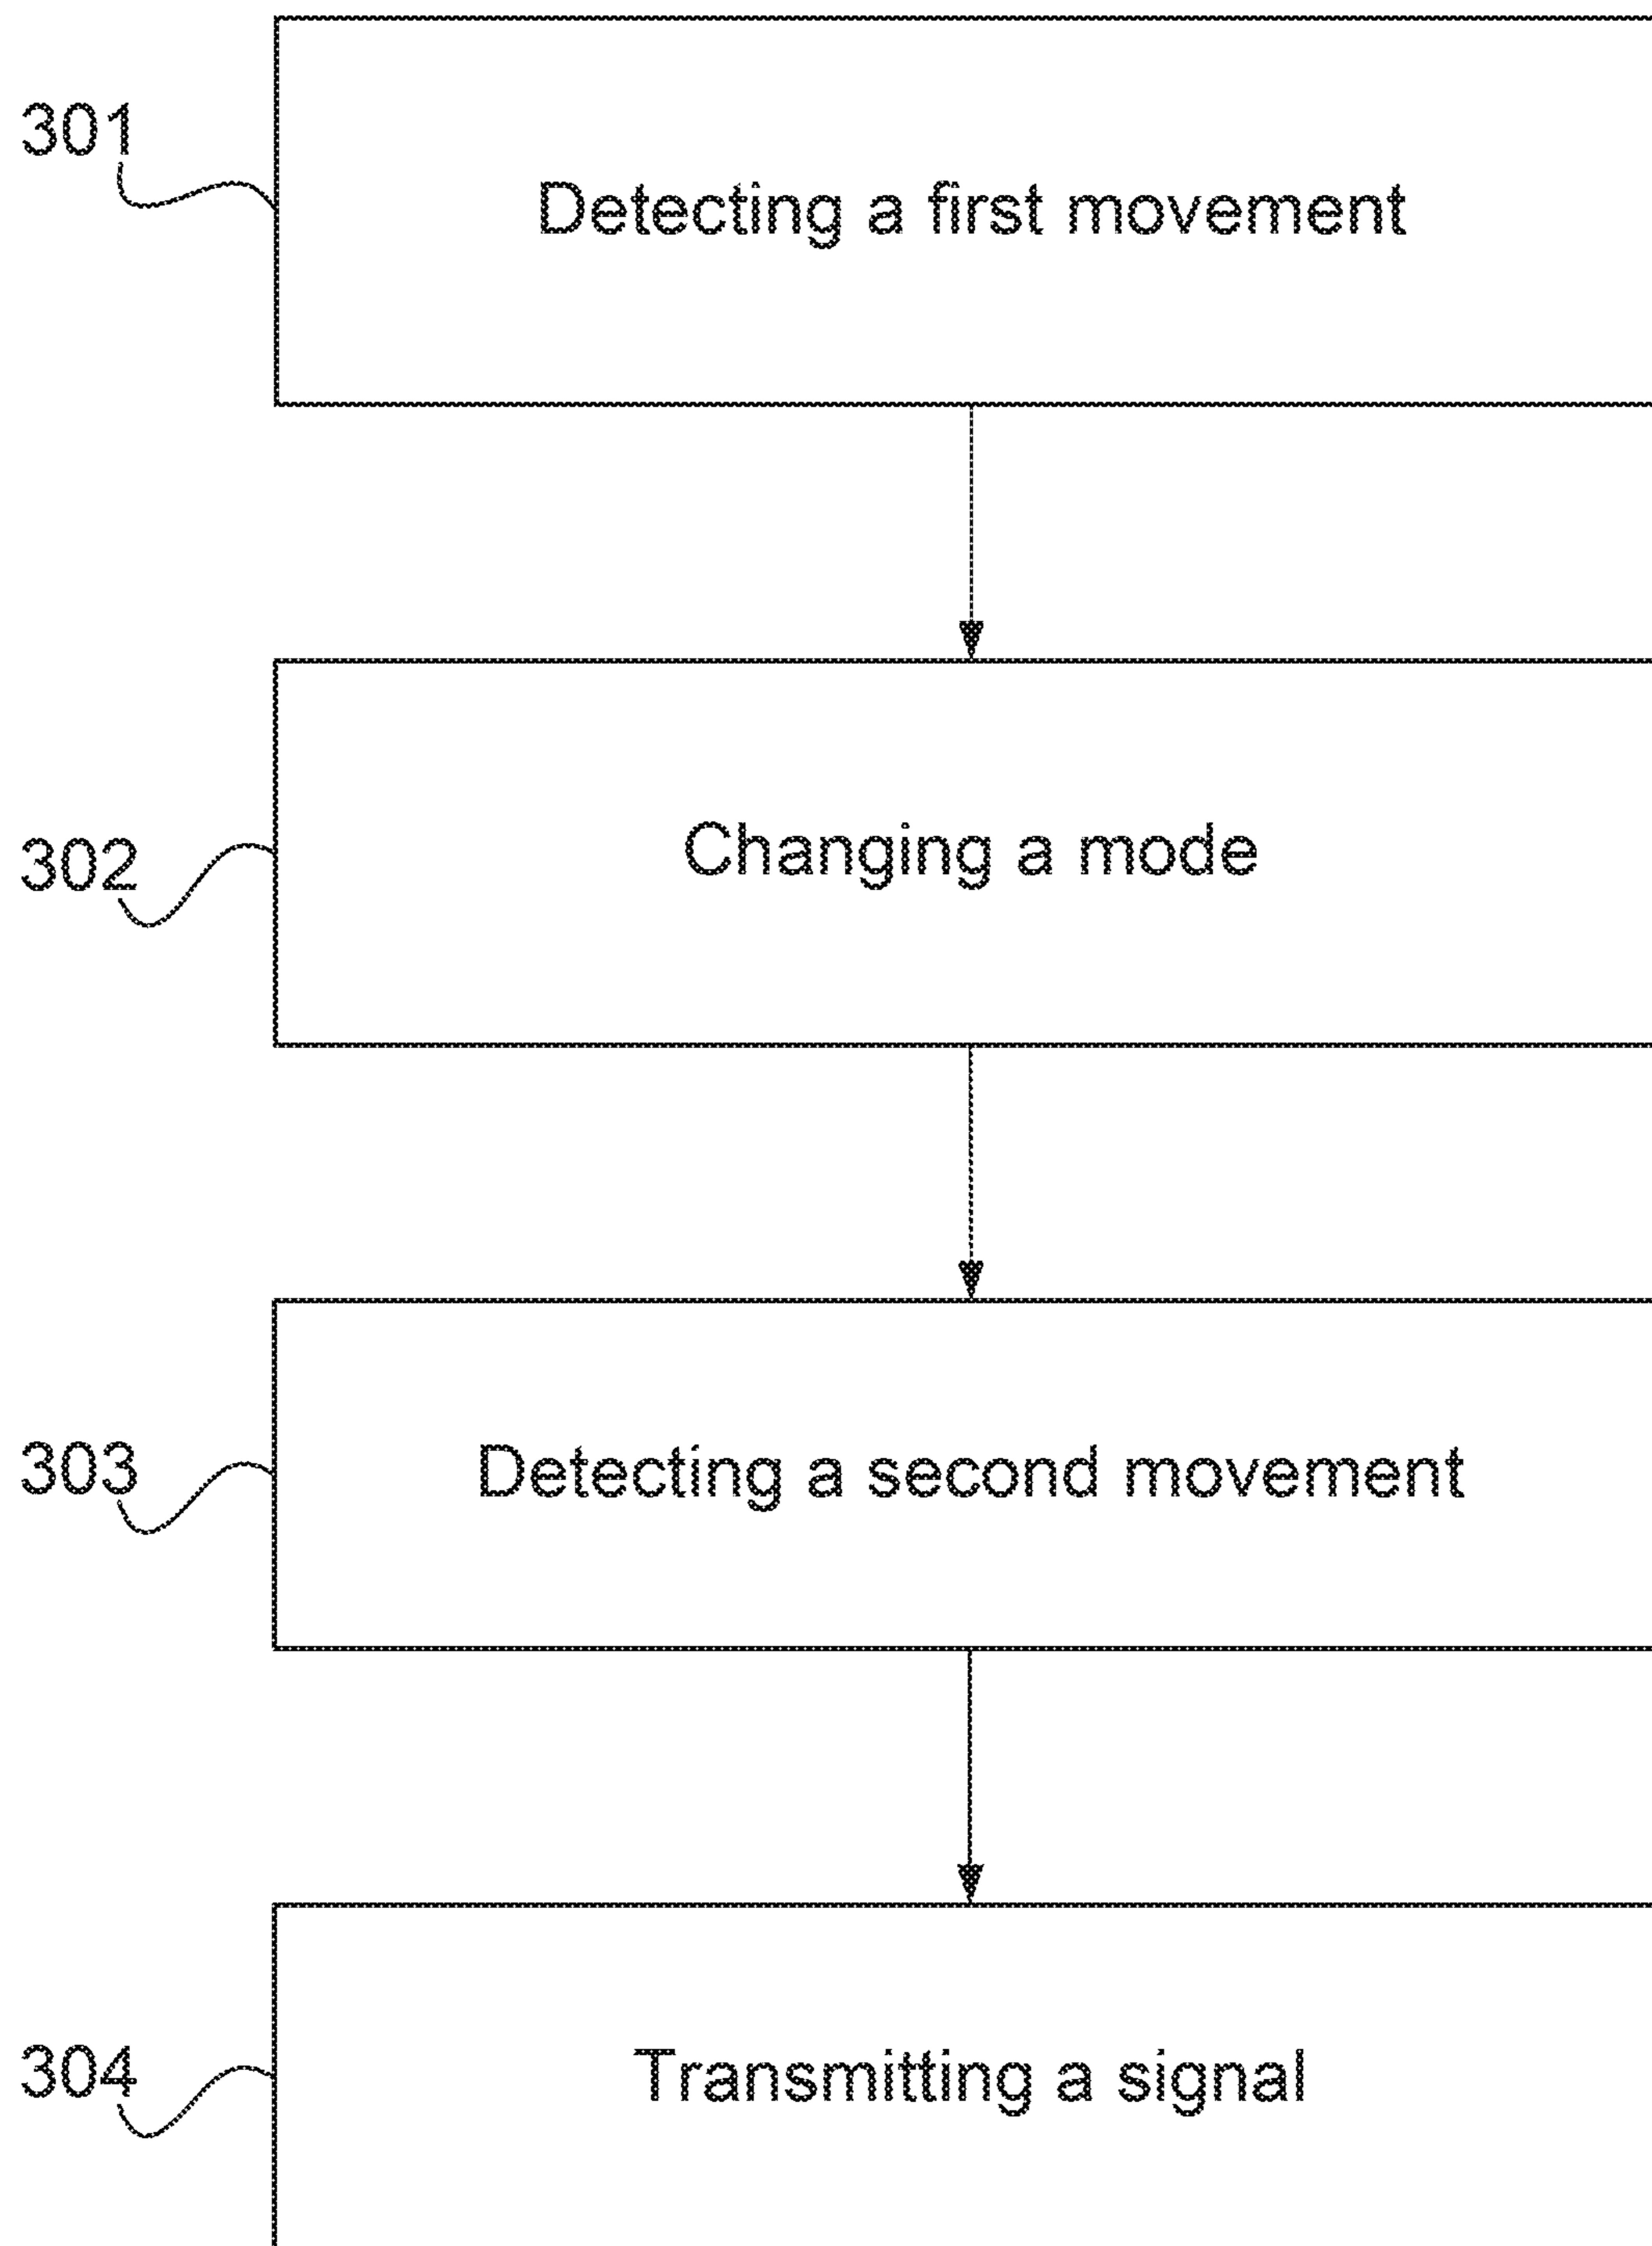 301
Detecting a first movement
302
Changing a mode
303
Detecting a second movement
304
Transmitting a signal